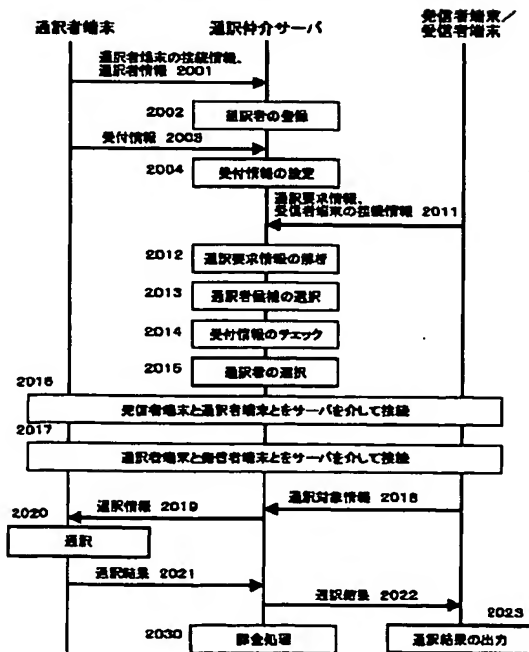 通訳者端末
通訳仲介サーバ
発信者端末／
受信者端末
通訳者端末の接続情報、
通訳者情報 2001
2002
通訳者の登録
受付情報 2003
2004
受付情報の設定
通訳要求情報、
受信者端末の接続情報 2011
2012
通訳要求情報の解析
2013
通訳者候補の選択
2014
受付情報のチェック
2015
通訳者の選択
2016
発信者端末と通訳者端末とをサーバを介して接続
2017
通訳者端末と発信者端末とをサーバを介して接続
通訳情報 2019
通訳対象情報 2018
2020
通訳
通訳結果 2021
通訳結果 2022
2023
2030
課金処理
通訳結果の出力